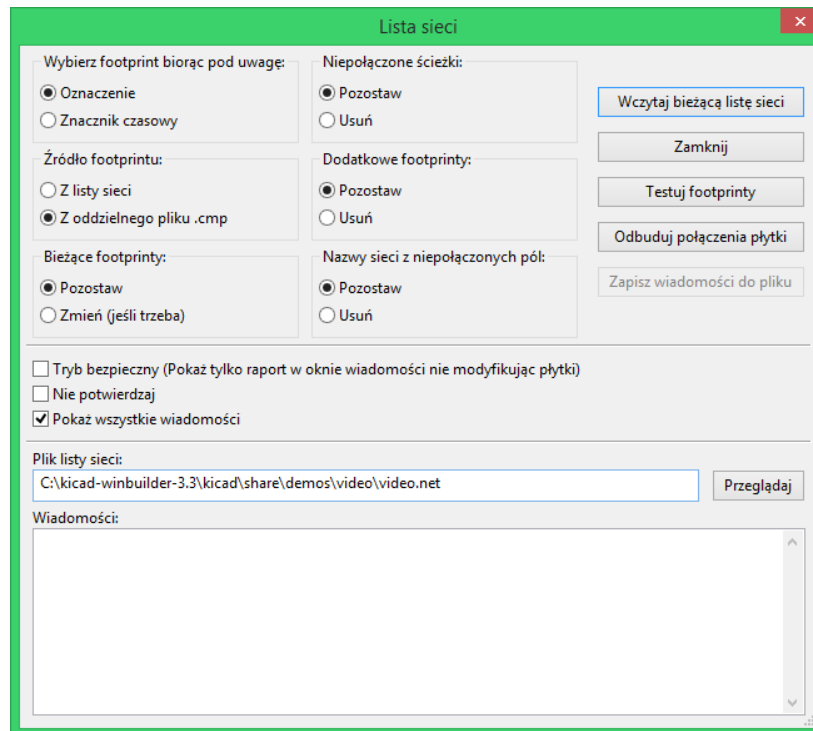 Lista sieci
Wybierz footprint biorąc pod uwagę:
Oznaczenie
Znacznik czasowy
Źródło footprintu:
Z listy sieci
Z oddzielnego pliku .cmp
Bieżące footprinty:
Pozostaw
Zmień (jeśli trzeba)
Niepołączone ścieżki:
Pozostaw
Usuń
Dodatkowe footprinty:
Pozostaw
Usuń
Nazwy sieci z niepołączonych pól:
Pozostaw
Usuń
Wczytaj bieżącą listę sieci
Zamknij
Testuj footprinty
Odbuduj połączenia płytki
Zapisz wiadomości do pliku
Tryb bezpieczny (Pokaż tylko raport w oknie wiadomości nie modyfikując płytki)
Nie potwierdzaj
Pokaż wszystkie wiadomości
Plik listy sieci:
C:\kicad-winbuilder-3.3\kicad\share\demos\video\video.net
Przeglądaj
Wiadomości: